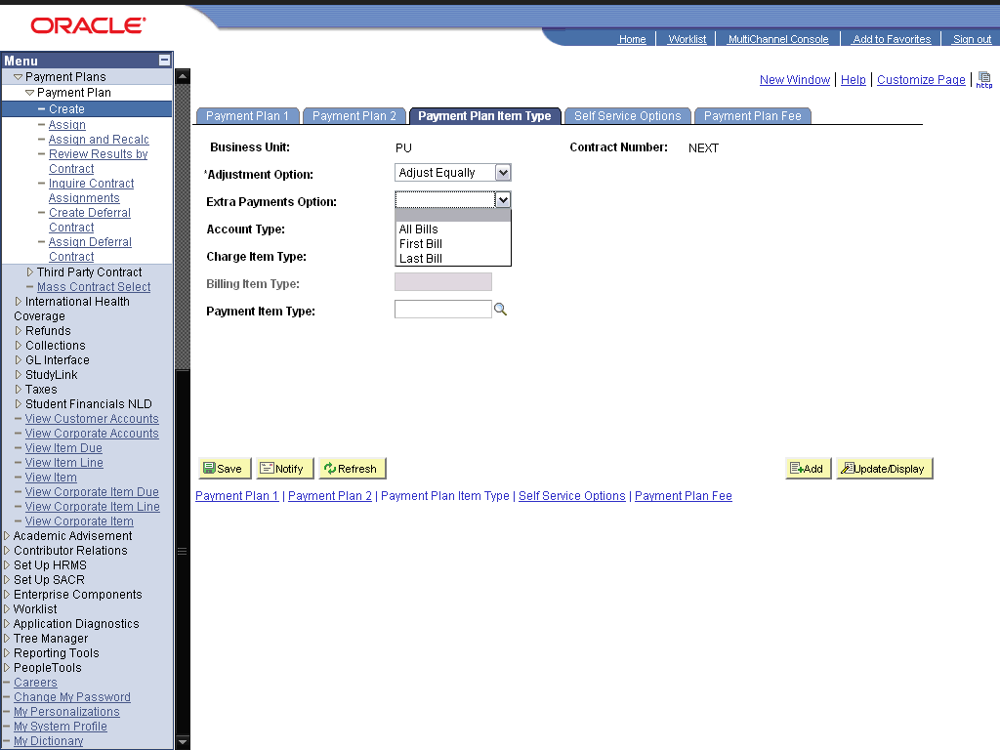 ORACLE
Home
Worklist
MultiChannel Console
Add to Favorites
Sign out
Menu
Payment Plans
Payment Plan
Create
Assign
Assign and Recalc
Review Results by
Contract
Inquire Contract
Assignments
Create Deferral
Contract
Assign Deferral
Contract
Third Party Contract
Mass Contract Select
International Health
Coverage
Refunds
Collections
GL Interface
StudyLink
Taxes
Student Financials NLD
View Customer Accounts
View Corporate Accounts
View Item Due
View Item Line
View Item
View Corporate Item Due
View Corporate Item Line
View Corporate Item
Academic Advisement
Contributor Relations
Set Up HRMS
Set Up SACR
Enterprise Components
Worklist
Application Diagnostics
Tree Manager
Reporting Tools
PeopleTools
Careers
Change My Password
My Personalizations
My System Profile
My Dictionary
New Window | Help | Customize Page | http
Payment Plan 1
Payment Plan 2
Payment Plan Item Type
Self Service Options
Payment Plan Fee
Business Unit: PU Contract Number: NEXT
*Adjustment Option: Adjust Equally
Extra Payments Option:
All Bills
First Bill
Last Bill
Account Type:
Charge Item Type:
Billing Item Type:
Payment Item Type:
Save
Notify
Refresh
Add
Update/Display
Payment Plan 1 | Payment Plan 2 | Payment Plan Item Type | Self Service Options | Payment Plan Fee